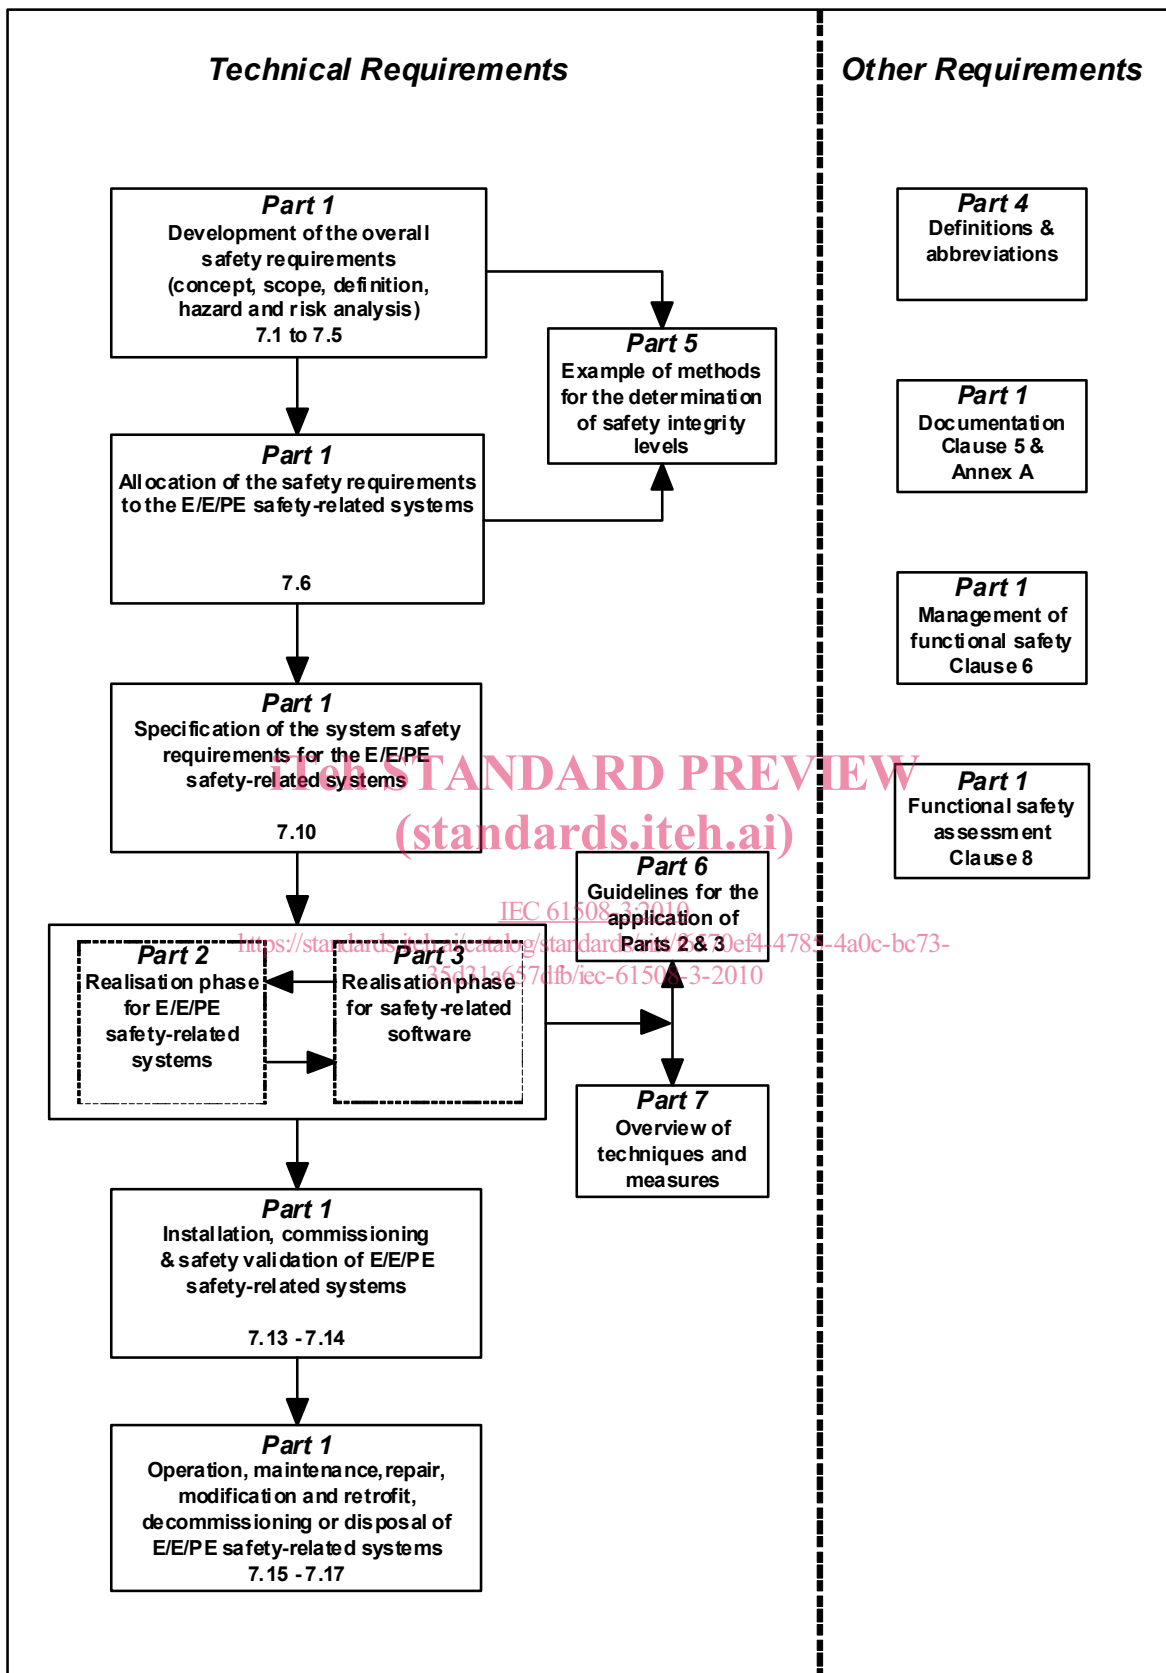 Technical Requirements
Other Requirements
Part 1
Development of the overall
safety requirements
(concept, scope, definition,
hazard and risk analysis)
7.1 to 7.5
Part 5
Example of methods
for the determination
of safety integrity
levels
Part 1
Allocation of the safety requirements
to the E/E/PE safety-related systems
7.6
Part 1
Specification of the system safety
requirements for the E/E/PE
safety-related systems
7.10
Part 6
Guidelines for the
application of
Parts 2 & 3
Part 2
Realisation phase
for E/E/PE
safety-related
systems
Part 3
Realisation phase
for safety-related
software
Part 7
Overview of
techniques and
measures
Part 1
Installation, commissioning
& safety validation of E/E/PE
safety-related systems
7.13 - 7.14
Part 1
Operation, maintenance, repair,
modification and retrofit,
decommissioning or disposal of
E/E/PE safety-related systems
7.15 - 7.17
Part 4
Definitions &
abbreviations
Part 1
Documentation
Clause 5 &
Annex A
Part 1
Management of
functional safety
Clause 6
Part 1
Functional safety
assessment
Clause 8
iTeh STANDARD PREVIEW
(standards.iteh.ai)
IEC 61508-3:2010
35d31a657dfb/iec-61508-3-2010